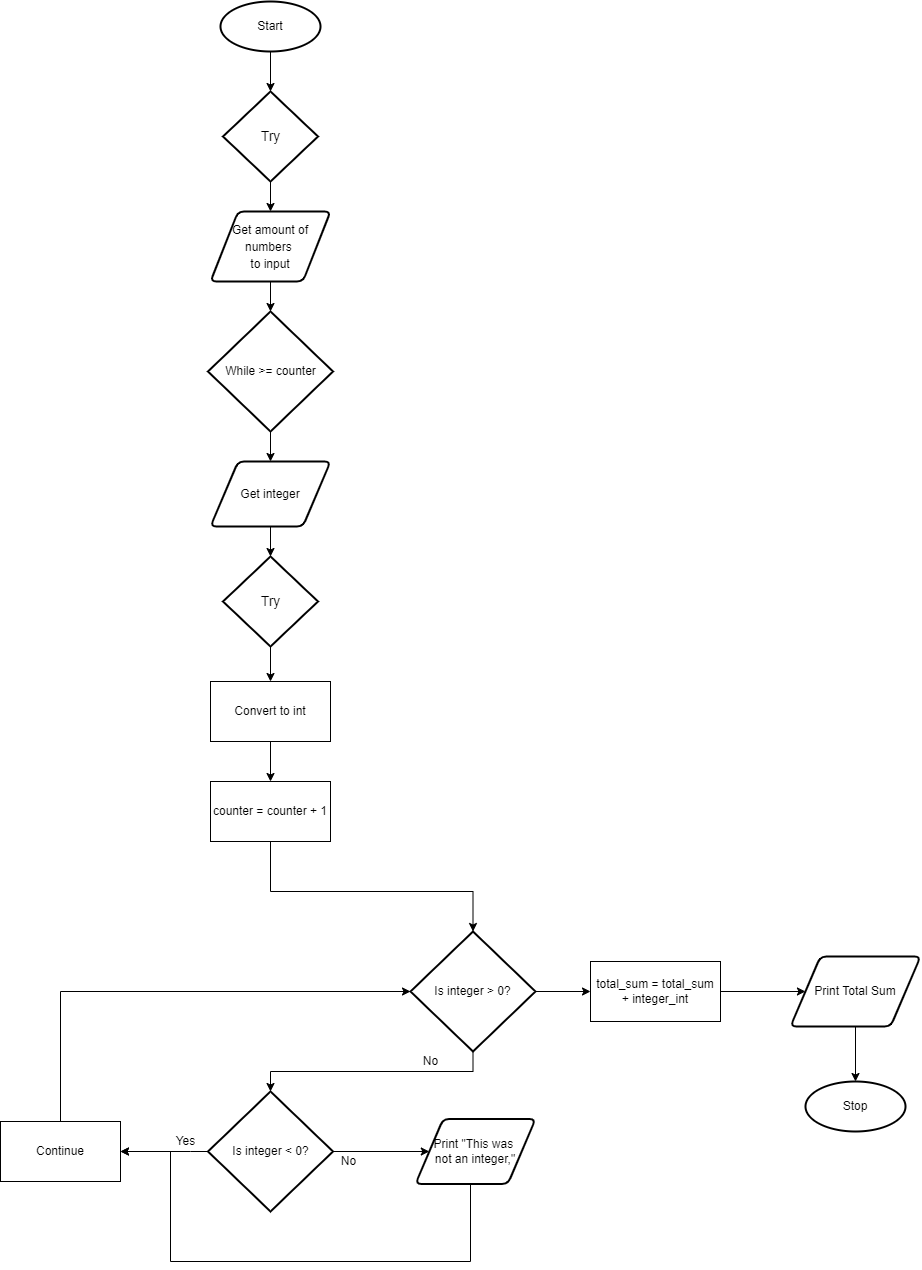 Start
Try
Get amount of
numbers
to input
While >= counter
Get integer
Try
Convert to int
counter = counter + 1
Is integer > 0?
total_sum = total_sum
+ integer_int
Print Total Sum
No
Stop
Continue
Yes
Is integer < 0?
No
Print "This was
not an integer,"